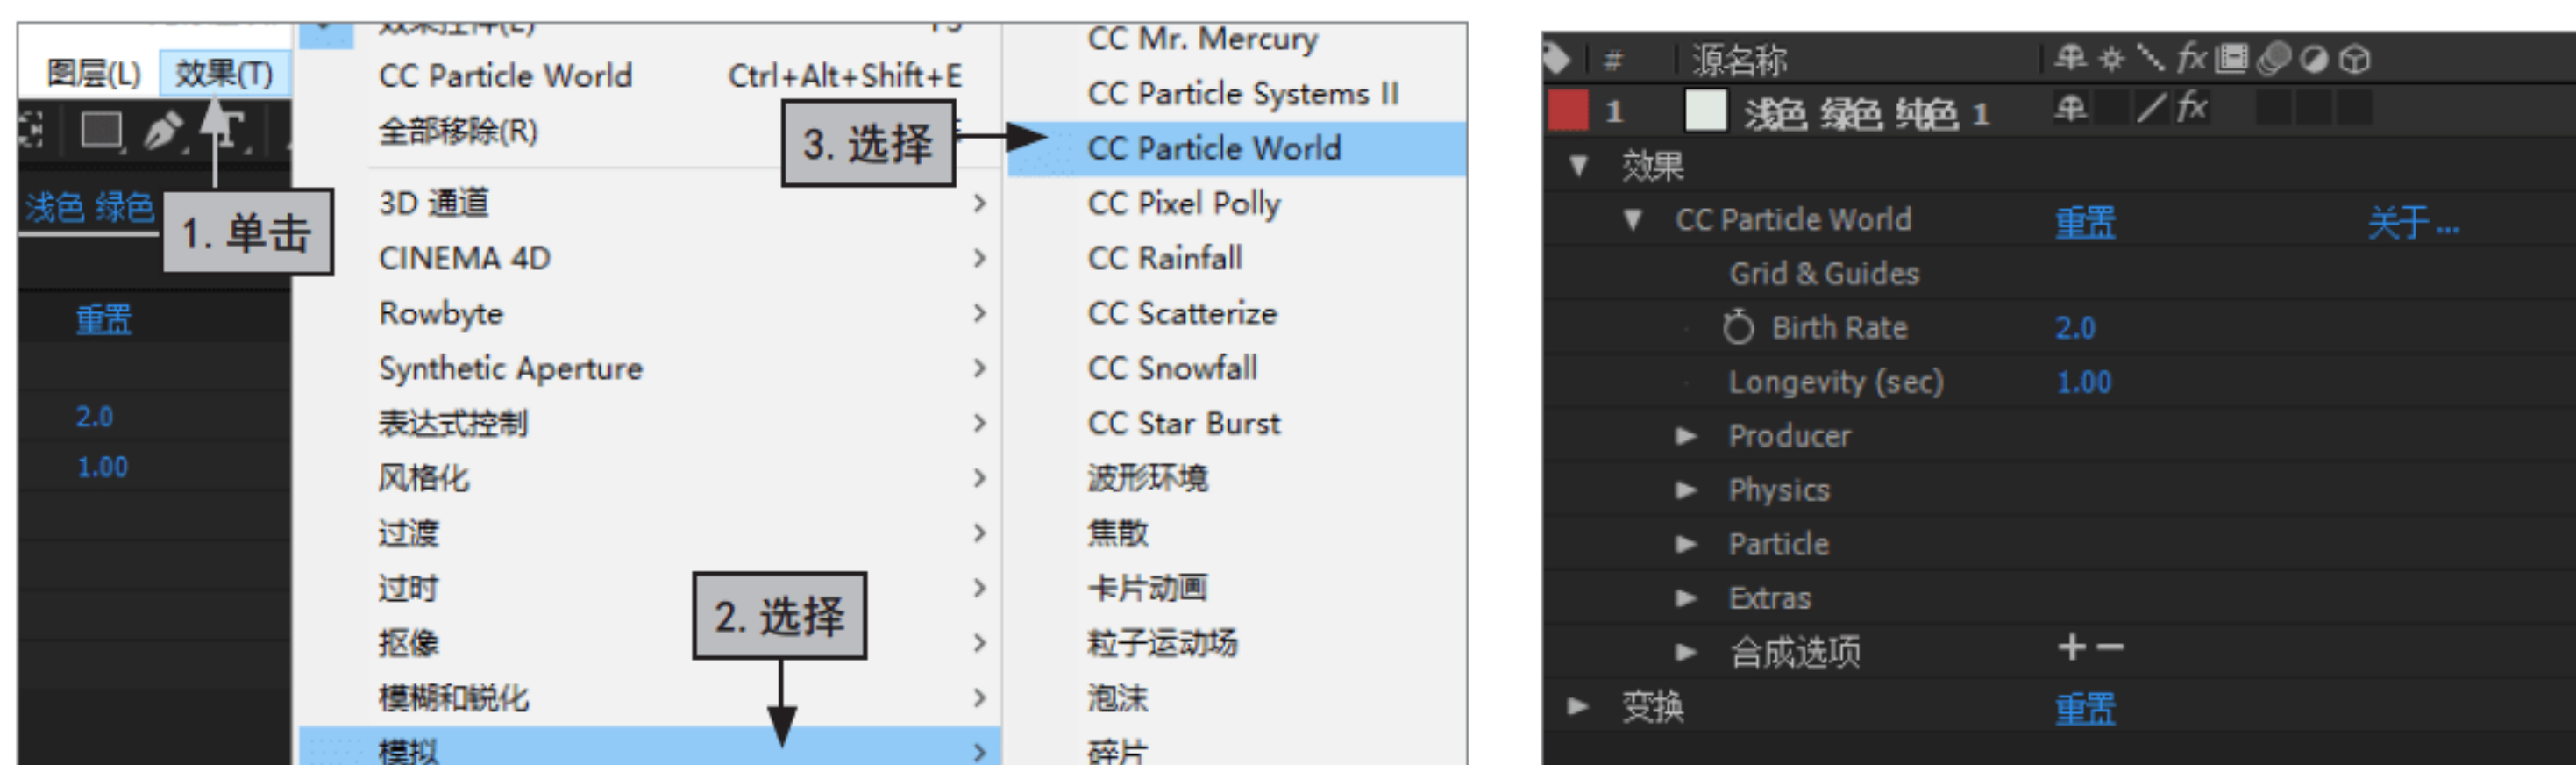 图层(L) 效果(T)
浅色 绿色
1. 单击
重置
2.0
1.00
效果控件(E)
CC Particle World Ctrl+Alt+Shift+E
全部移除(R)
3D 通道
CINEMA 4D
Rowbyte
Synthetic Aperture
表达式控制
风格化
过渡
过时
抠像
模糊和锐化
模拟
2. 选择
3. 选择
CC Mr. Mercury
CC Particle Systems II
CC Particle World
CC Pixel Polly
CC Rainfall
CC Scatterize
CC Snowfall
CC Star Burst
波形环境
焦散
卡片动画
粒子运动场
泡沫
碎片
# 源名称
1 浅色 绿色 纯色 1
效果
CC Particle World 重置 关于...
Grid & Guides
Birth Rate 2.0
Longevity (sec) 1.00
Producer
Physics
Particle
Extras
合成选项 + −
变换 重置